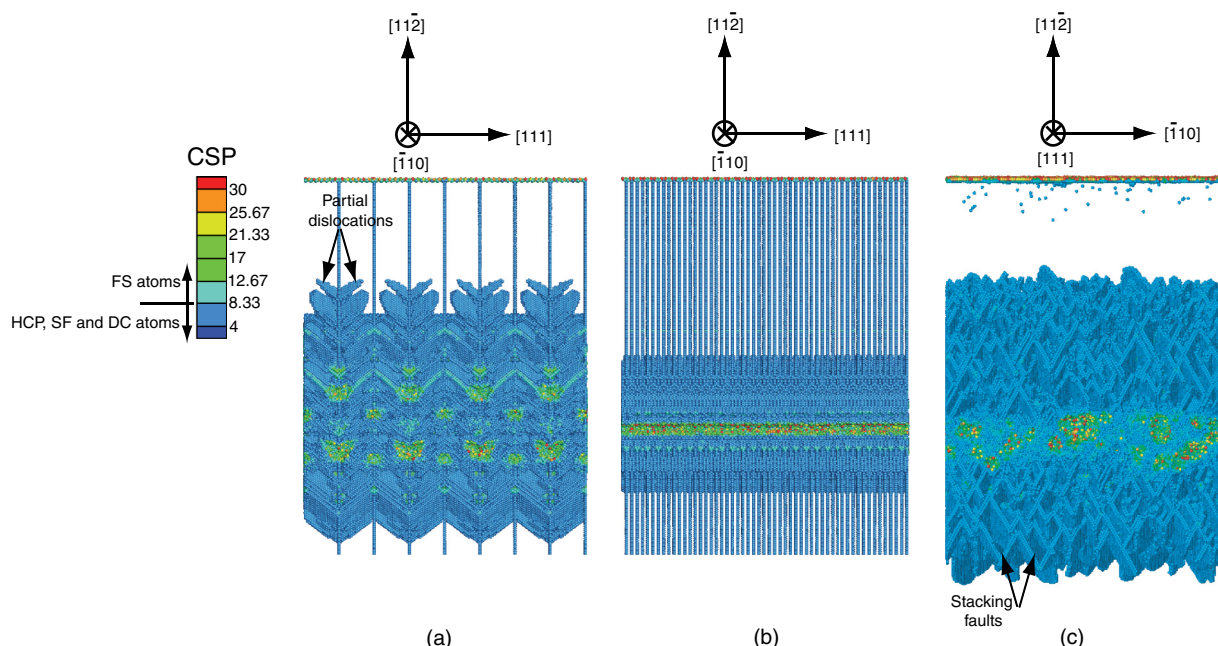 [112̄]
[111]
[1̄10]
[112̄]
[111]
[1̄10]
[112̄]
[1̄10]
[111]
CSP
30
25.67
21.33
17
12.67
8.33
4
FS atoms
HCP, SF and DC atoms
Partial
dislocations
Stacking
faults
(a)
(b)
(c)